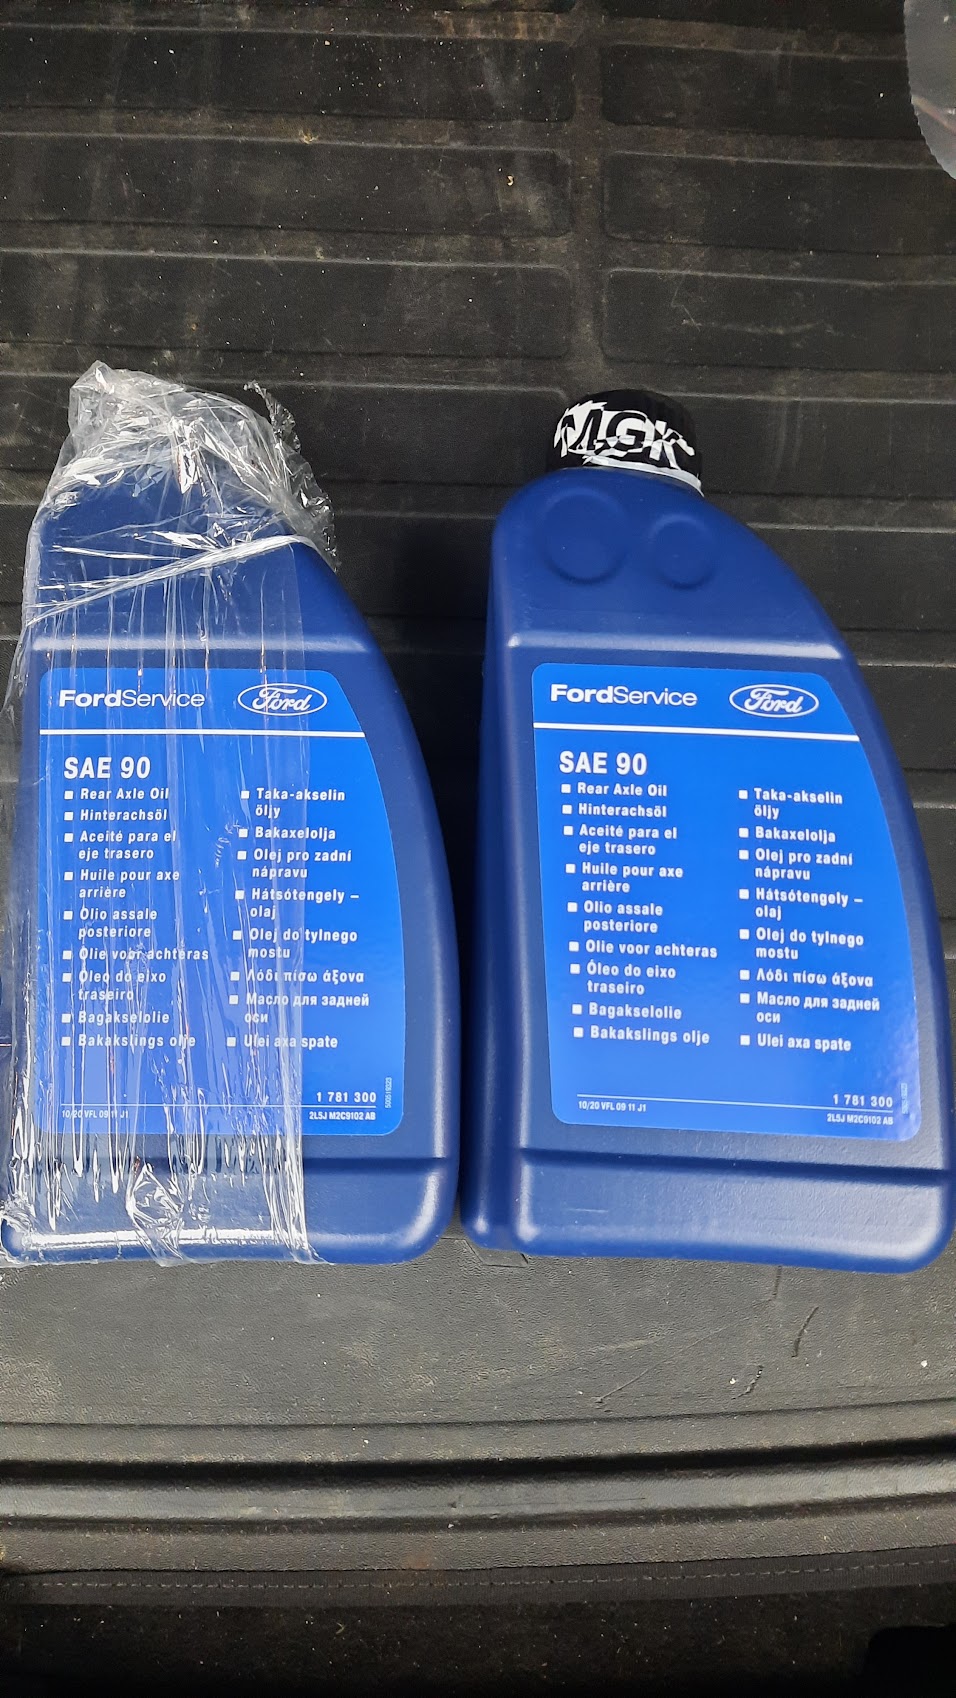 FordService Ford
SAE 90
Rear Axle Oil
Hinterachsöl
Aceité para el
eje trasero
Huile pour axe
arrière
Olio assale
posteriore
Olie voor achteras
Óleo do eixo
traseiro
Bagakselolie
Bakakslings olje
Taka-akselin
öljy
Bakaxelolja
Olej pro zadní
nápravu
Hátsótengely –
olaj
Olej do tylnego
mostu
Λάδι πίσω άξονα
Масло для задней
оси
Ulei axa spate
1 781 300
10/20 VFL 09 11 J1
2L5J M2C9102 AB
FordService Ford
SAE 90
Rear Axle Oil
Hinterachsöl
Aceité para el
eje trasero
Huile pour axe
arrière
Olio assale
posteriore
Olie voor achteras
Óleo do eixo
traseiro
Bagakselolie
Bakakslings olje
Taka-akselin
öljy
Bakaxelolja
Olej pro zadní
nápravu
Hátsótengely –
olaj
Olej do tylnego
mostu
Λάδι πίσω άξονα
Масло для задней
оси
Ulei axa spate
1 781 300
10/20 VFL 09 11 J1
2L5J M2C9102 AB